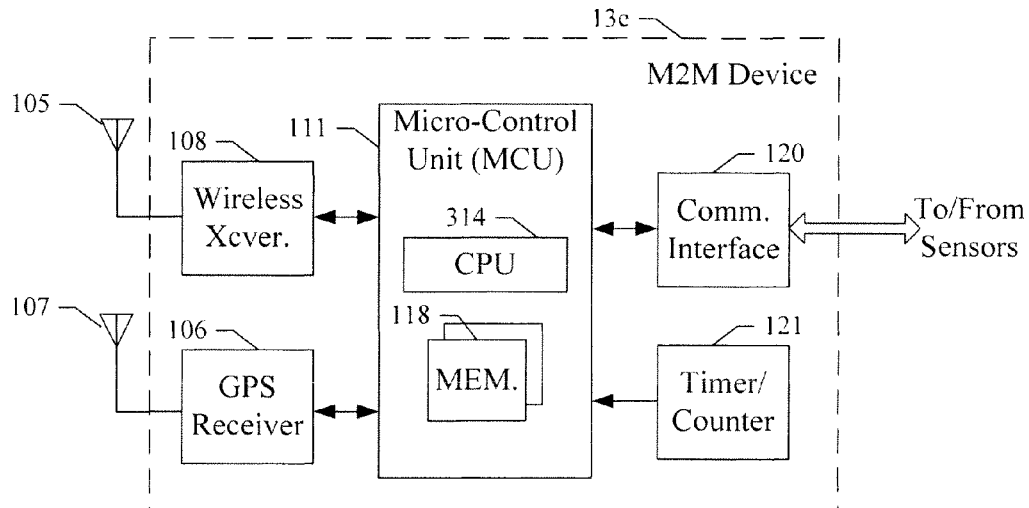 13c
M2M Device
105
108
Wireless
Xcver.
111
Micro-Control
Unit (MCU)
314
CPU
118
MEM.
120
Comm.
Interface
To/From
Sensors
107
106
GPS
Receiver
121
Timer/
Counter